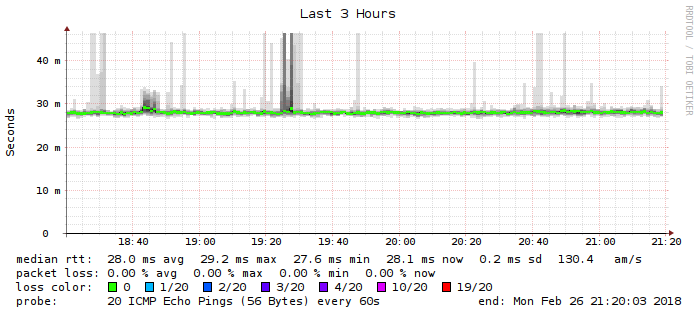 Last 3 Hours
RRDTOOL / TOBI OETIKER
Seconds
40 m
30 m
20 m
10 m
0
18:40 19:00 19:20 19:40 20:00 20:20 20:40 21:00 21:20
median rtt: 28.0 ms avg 29.2 ms max 27.6 ms min 28.1 ms now 0.2 ms sd 130.4 am/s
packet loss: 0.00 % avg 0.00 % max 0.00 % min 0.00 % now
loss color: 0 1/20 2/20 3/20 4/20 10/20 19/20
probe: 20 ICMP Echo Pings (56 Bytes) every 60s end: Mon Feb 26 21:20:03 2018